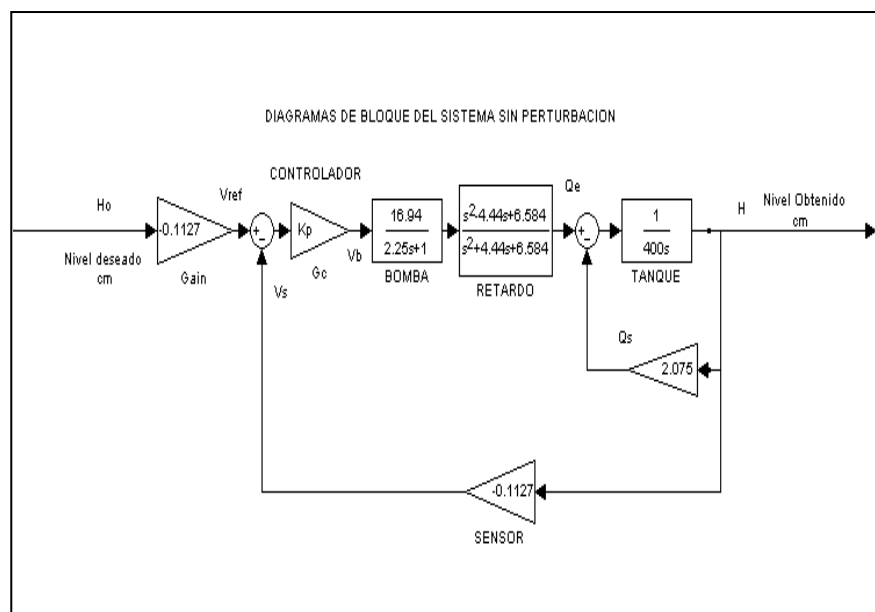 DIAGRAMAS DE BLOQUE DEL SISTEMA SIN PERTURBACION
CONTROLADOR
Ho
Nivel deseado
cm
-0.1127
Gain
Vref
+
-
Kp
Gc
Vb
16.94
2.25s+1
BOMBA
s²-4.44s+6.584
s²+4.44s+6.584
RETARDO
Qe
+
-
1
400s
TANQUE
H
Nivel Obtenido
cm
Vs
Qs
2.075
-0.1127
SENSOR